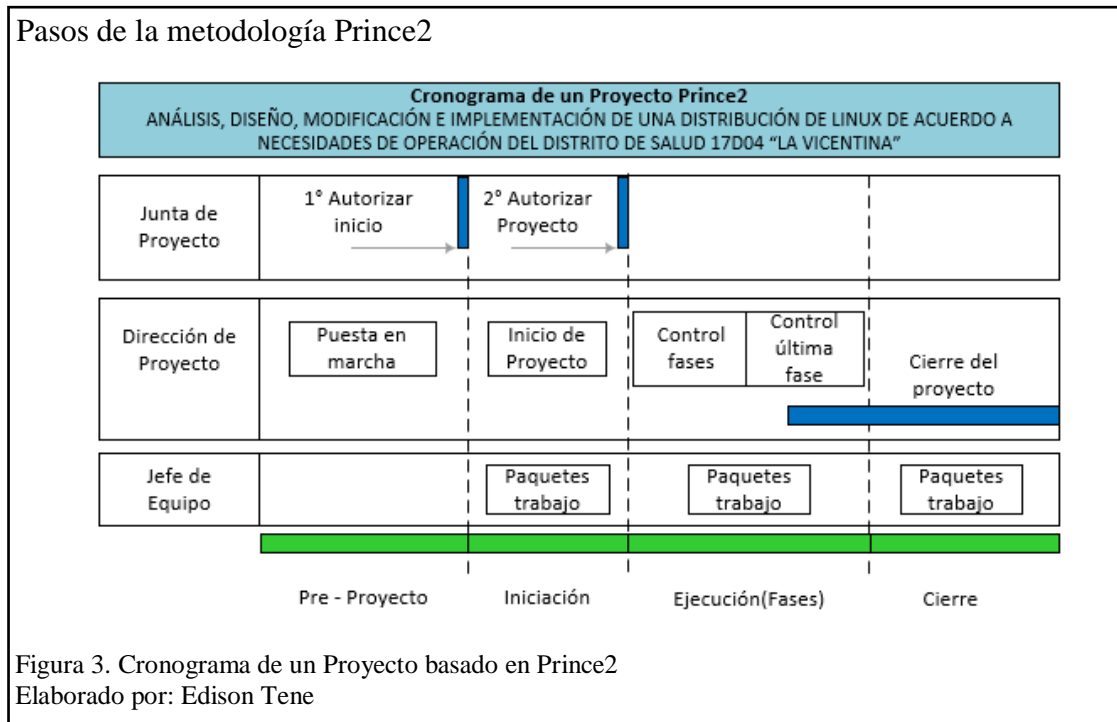 Pasos de la metodología Prince2
Cronograma de un Proyecto Prince2
ANÁLISIS, DISEÑO, MODIFICACIÓN E IMPLEMENTACIÓN DE UNA DISTRIBUCIÓN DE LINUX DE ACUERDO A
NECESIDADES DE OPERACIÓN DEL DISTRITO DE SALUD 17D04 “LA VICENTINA”
Junta de
Proyecto
1° Autorizar
inicio
2° Autorizar
Proyecto
Dirección de
Proyecto
Puesta en
marcha
Inicio de
Proyecto
Control
fases
Control
última
fase
Cierre del
proyecto
Jefe de
Equipo
Paquetes
trabajo
Paquetes
trabajo
Paquetes
trabajo
Pre - Proyecto
Iniciación
Ejecución(Fases)
Cierre
Figura 3. Cronograma de un Proyecto basado en Prince2
Elaborado por: Edison Tene